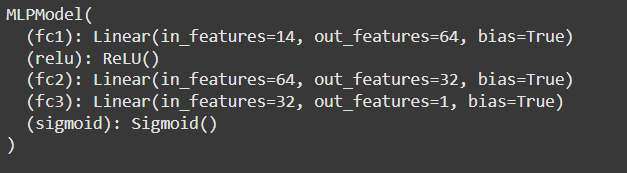 MLPModel(
  (fc1): Linear(in_features=14, out_features=64, bias=True)
  (relu): ReLU()
  (fc2): Linear(in_features=64, out_features=32, bias=True)
  (fc3): Linear(in_features=32, out_features=1, bias=True)
  (sigmoid): Sigmoid()
)